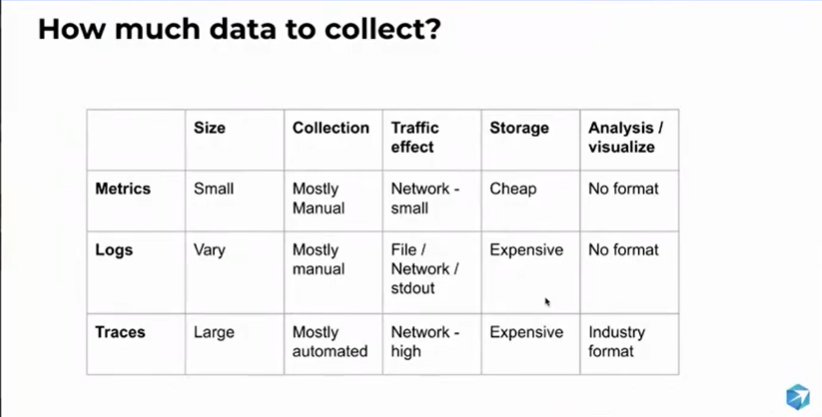 How much data to collect?
Size Collection Traffic effect Storage Analysis / visualize
Metrics Small Mostly Manual Network - small Cheap No format
Logs Vary Mostly manual File / Network / stdout Expensive No format
Traces Large Mostly automated Network - high Expensive Industry format